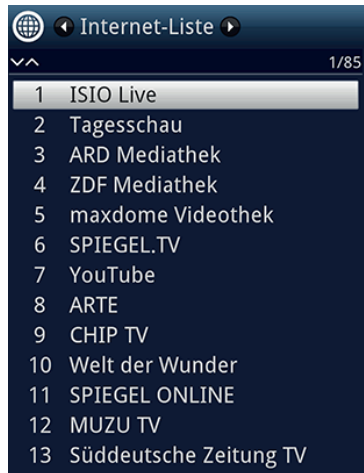 Internet-Liste
1/85
1 ISIO Live
2 Tagesschau
3 ARD Mediathek
4 ZDF Mediathek
5 maxdome Videothek
6 SPIEGEL.TV
7 YouTube
8 ARTE
9 CHIP TV
10 Welt der Wunder
11 SPIEGEL ONLINE
12 MUZU TV
13 Süddeutsche Zeitung TV